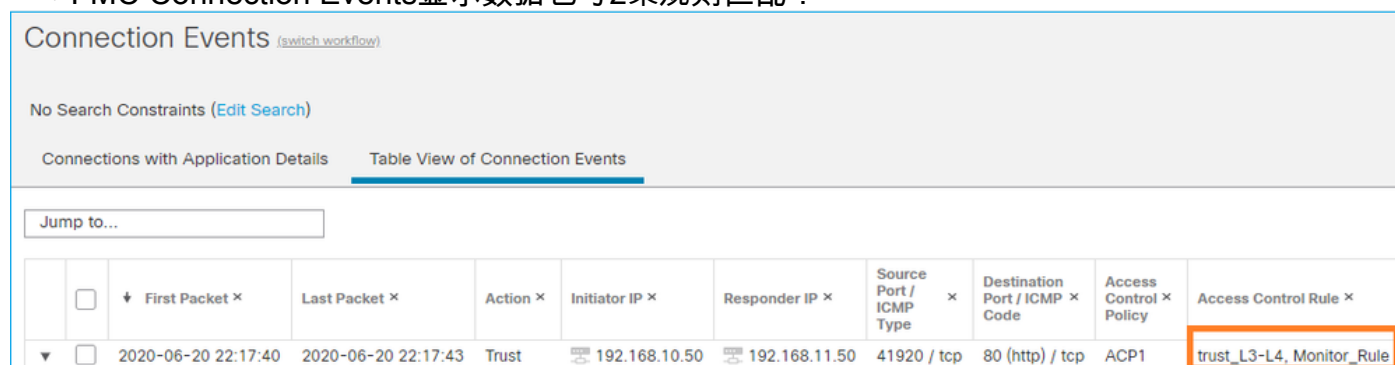 Connection Events (switch workflow)
No Search Constraints (Edit Search)
Connections with Application Details Table View of Connection Events
Jump to...
First Packet × Last Packet × Action × Initiator IP × Responder IP × Source Port / ICMP Type × Destination Port / ICMP Code × Access Control Policy × Access Control Rule ×
2020-06-20 22:17:40 2020-06-20 22:17:43 Trust 192.168.10.50 192.168.11.50 41920 / tcp 80 (http) / tcp ACP1 trust_L3-L4, Monitor_Rule